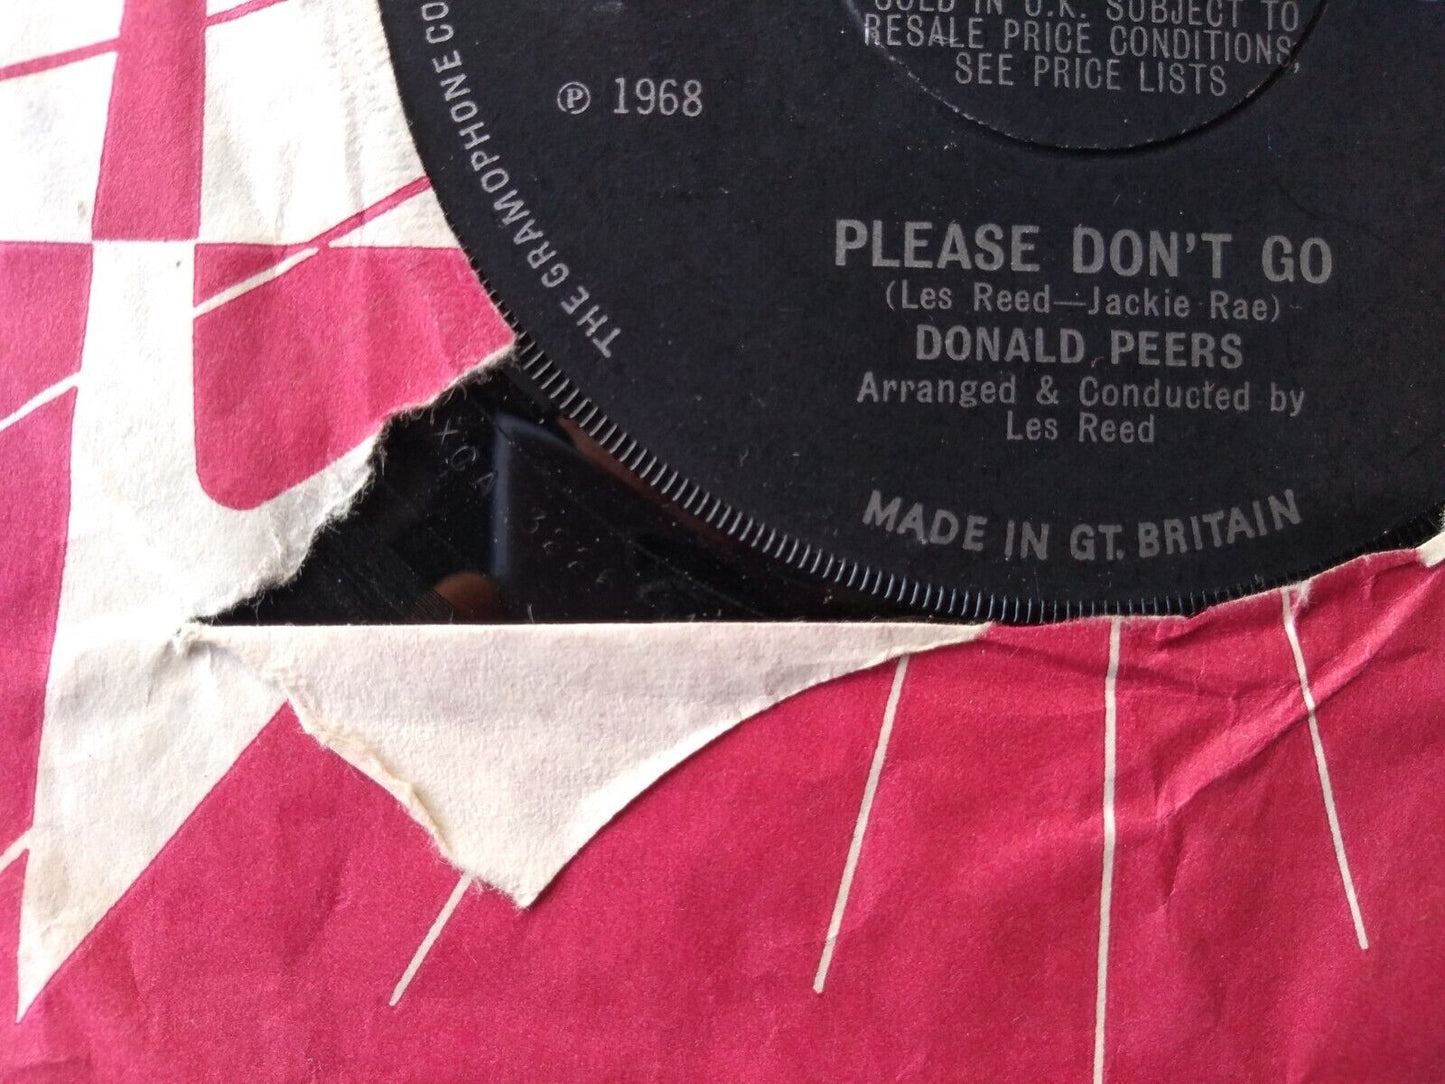 SOLD IN U.K. SUBJECT TO
RESALE PRICE CONDITIONS,
SEE PRICE LISTS
℗ 1968
THE GRAMOPHONE CO
PLEASE DON'T GO
(Les Reed—Jackie Rae)
DONALD PEERS
Arranged & Conducted by
Les Reed
MADE IN GT. BRITAIN